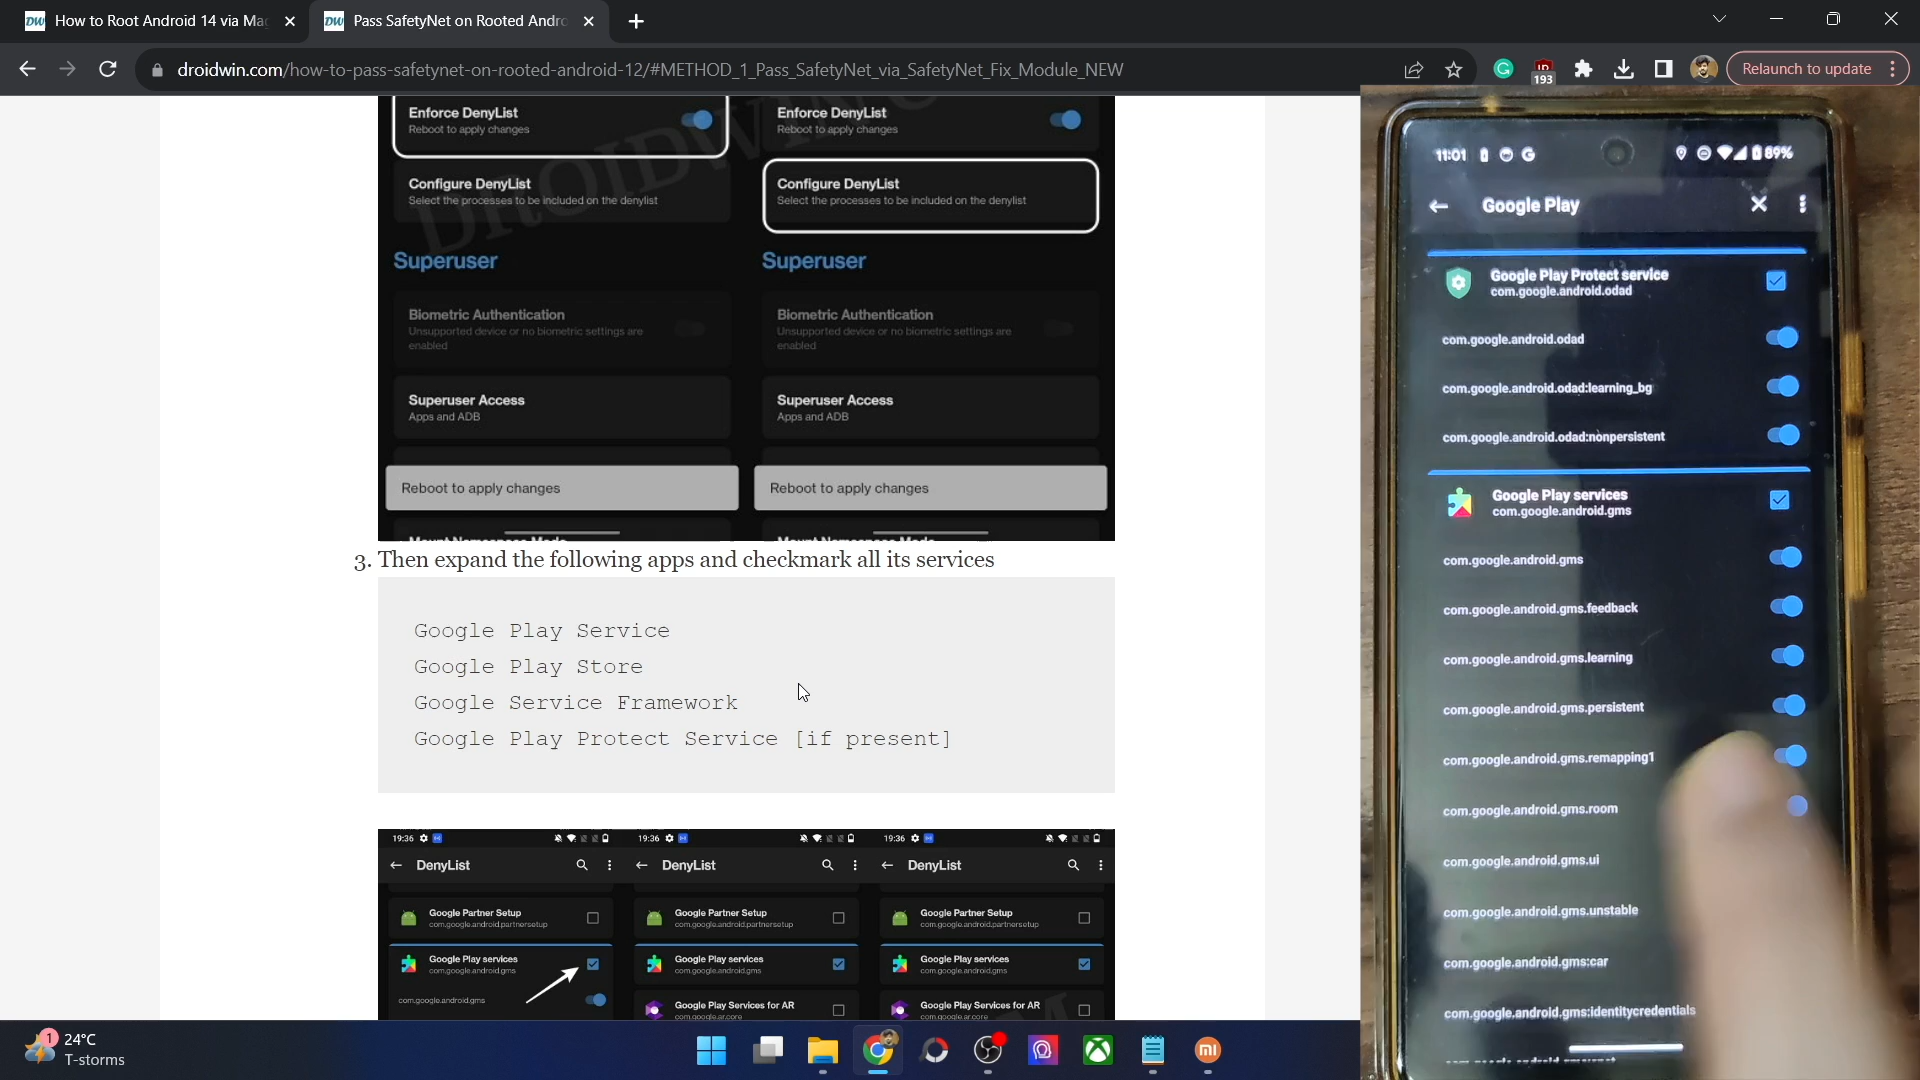 How to Root Android 14 via Mag
Pass SafetyNet on Rooted Andro
droidwin.com/how-to-pass-safetynet-on-rooted-android-12/#METHOD_1_Pass_SafetyNet_via_SafetyNet_Fix_Module_NEW
193
Relaunch to update
Enforce DenyList
Reboot to apply changes
Configure DenyList
Select the processes to be included on the denylist
Superuser
Biometric Authentication
Unsupported device or no biometric settings are
enabled
Superuser Access
Apps and ADB
Reboot to apply changes
Mount Namespace Mode
Enforce DenyList
Reboot to apply changes
Configure DenyList
Select the processes to be included on the denylist
Superuser
Biometric Authentication
Unsupported device or no biometric settings are
enabled
Superuser Access
Apps and ADB
Reboot to apply changes
Mount Namespace Mode
DROIDWIN
3. Then expand the following apps and checkmark all its services
Google Play Service
Google Play Store
Google Service Framework
Google Play Protect Service [if present]
19:36
DenyList
Google Partner Setup
com.google.android.partnersetup
Google Play services
com.google.android.gms
com.google.android.gms
19:36
DenyList
Google Partner Setup
com.google.android.partnersetup
Google Play services
com.google.android.gms
Google Play Services for AR
com.google.ar.core
19:36
DenyList
Google Partner Setup
com.google.android.partnersetup
Google Play services
com.google.android.gms
Google Play Services for AR
com.google.ar.core
11:01
89%
Google Play
Google Play Protect service
com.google.android.odad
com.google.android.odad
com.google.android.odad:learning_bg
com.google.android.odad:nonpersistent
Google Play services
com.google.android.gms
com.google.android.gms
com.google.android.gms.feedback
com.google.android.gms.learning
com.google.android.gms.persistent
com.google.android.gms.remapping1
com.google.android.gms.room
com.google.android.gms.ui
com.google.android.gms.unstable
com.google.android.gms:car
com.google.android.gms:identitycredentials
1
24°C
T-storms